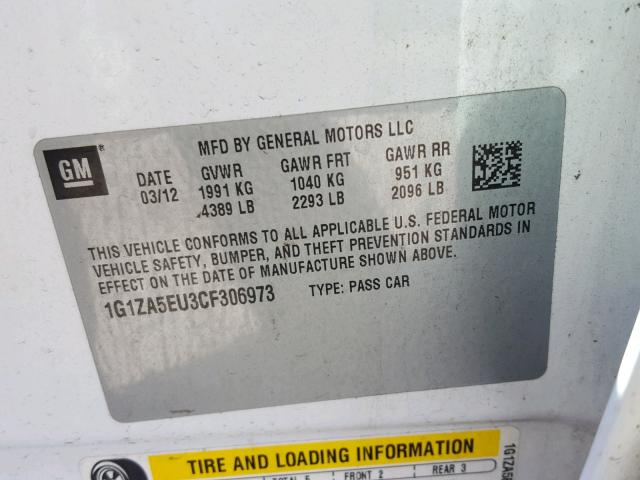 GM
MFD BY GENERAL MOTORS LLC
DATE GVWR GAWR FRT GAWR RR
03/12 1991 KG 1040 KG 951 KG
4389 LB 2293 LB 2096 LB
THIS VEHICLE CONFORMS TO ALL APPLICABLE U.S. FEDERAL MOTOR
VEHICLE SAFETY, BUMPER, AND THEFT PREVENTION STANDARDS IN
EFFECT ON THE DATE OF MANUFACTURE SHOWN ABOVE.
1G1ZA5EU3CF306973 TYPE: PASS CAR
TIRE AND LOADING INFORMATION
TOTAL 5 FRONT 2 REAR 3
1G1ZA5